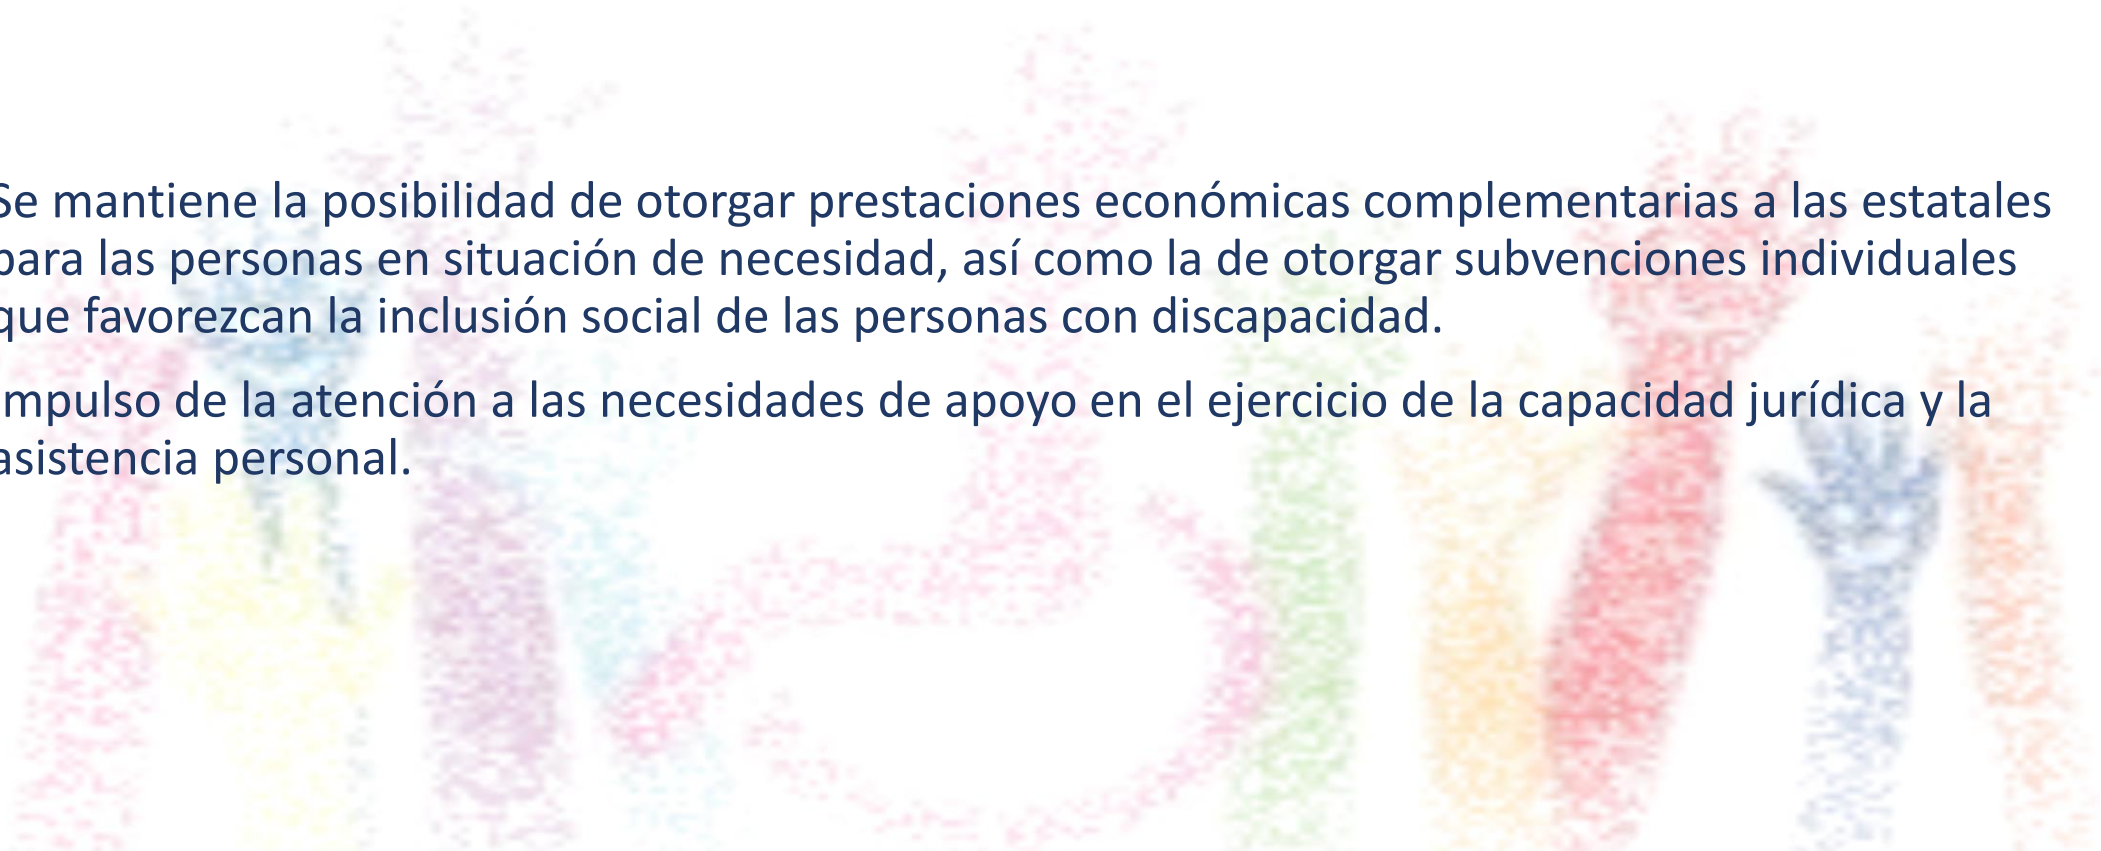 Se mantiene la posibilidad de otorgar prestaciones económicas complementarias a las estatales
para las personas en situación de necesidad, así como la de otorgar subvenciones individuales
que favorezcan la inclusión social de las personas con discapacidad.
Impulso de la atención a las necesidades de apoyo en el ejercicio de la capacidad jurídica y la
asistencia personal.